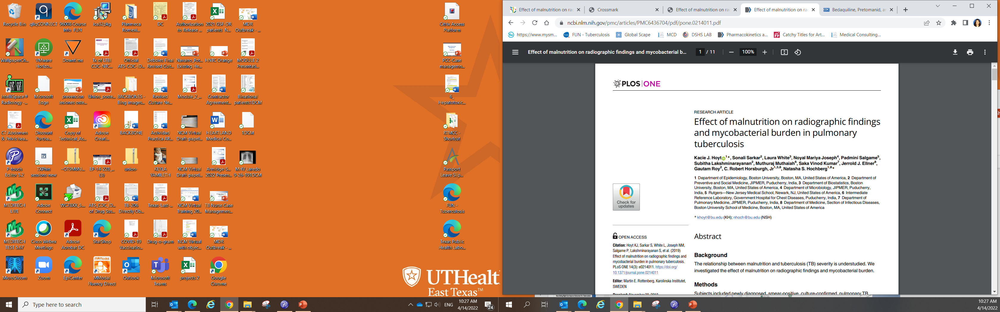 Recycle Bin
qliqCONNECT
96008 Course
Info FUN
ica32pkg
Planmeca
Romexi...
DC
Authorization
to Release ...
2021 GSF-DR
patients N...
MDR
Outbreak - ...
WallpaperCh...
VMware
Horizo...
Downtime
Tx of LTBI
CDC-NTC...
Official
ATS-CDC-ID...
Debbies Final
Revised Cult...
Navarro_Pot...
Existing He...
HNTC Orange
MODULE 2
Presentati...
IntelliSpace®
Radiology -...
Microsoft
Edge
prevencion
lesiones oste...
Union_poste...
BACKBONES -
Bing images...
Revised
Culture Ne...
Module_2_...
Contractor
Agreement...
Binational
patients1DCM
CT Abdomen
& Pelvis hea...
Discount
Purcha...
Copy of
Technical_As...
Adobe
Creati...
BACKBONE
Actividad
Practica AR...
NCM Virtual
Draft-papel...
HEARTLAND
Medical Co...
1DCM
P-touch
Editor 5.2
TXPhin
sessions-new
~OT9M6NI...
EP-14-228_...
(3)
union-
KEYLA
YAMILETH
NCM Virtual
Draft-papel...
Armitige-S...
2022 Presen...
MHV Laredo
9-26-191DCM
MEDITECH
LIVE
Adobe
Connect
WC78XX_5....
ATS_CDC_ID...
of Drug Sus...
TB-206
Directly Ob...
Texas-Last-...
NCM Virtual
Training 20...
TB Nurse Case
Managemen...
MEDITECH
TEST 5.67
Cisco Webex
Meetings
Adobe
Acrobat DC
StarShop
COVID-19
Vaccinatio...
Drug-o-gram
NCM Virtual
with objec...
MDR
Outbreak - ...
MicroDicom
Zoom
EpiCenter
MModal
Fluency Direct
Outlook
Microsoft
Teams
projects 2
Google
Chrome
Citrix Access
Platform
PCC-Case
managemn...
6_
Hepatotoxic...
RTMCC -
Shortcut
Passport
Leave Slip...
FUN -
Tuberculosis
Texas Public
Health Labo...
UTHealt
East Texas™
Type here to search
ENG
10:27 AM
4/14/2022
24
Effect of malnutrition on ra
Crossmark
Effect of malnutrition on ra
Effect of malnutrition on ra
CDC
Bedaquiline, Pretomanid, a
ncbi.nlm.nih.gov/pmc/articles/PMC6436704/pdf/pone.0214011.pdf
https://www.mysm...
FUN - Tuberculosis
Global Scape
MCD
DSHS LAB
Pharmacokinetics a...
Catchy Titles for Art...
Medical Consulting...
Effect of malnutrition on radiographic findings and mycobacterial b...
1 / 11
100%
PLOS ONE
RESEARCH ARTICLE
Effect of malnutrition on radiographic findings
and mycobacterial burden in pulmonary
tuberculosis
Kacie J. Hoyt 1*, Sonali Sarkar2, Laura White3, Noyal Mariya Joseph4, Padmini Salgame5,
Subitha Lakshminarayanan2, Muthuraj Muthaiah6, Saka Vinod Kumar7, Jerrold J. Ellner8,
Gautam Roy2, C. Robert Horsburgh, Jr1,3,8, Natasha S. Hochberg1,8*
1 Department of Epidemiology, Boston University, Boston, MA, United States of America, 2 Department of
Preventive and Social Medicine, JIPMER, Puducherry, India, 3 Department of Biostatistics, Boston
University, Boston, MA, United States of America, 4 Department of Microbiology, JIPMER, Puducherry,
India, 5 Rutgers—New Jersey Medical School, Newark, NJ, United States of America, 6 Intermediate
Reference Laboratory, Government Hospital for Chest Diseases, Puducherry, India, 7 Department of
Pulmonary Medicine, JIPMER, Puducherry, India, 8 Department of Medicine, Section of Infectious Diseases,
Boston University School of Medicine, Boston, MA, United States of America
* khoyt@bu.edu (KH); nhoch@bu.edu (NSH)
Check for
updates
OPEN ACCESS
Citation: Hoyt KJ, Sarkar S, White L, Joseph NM,
Salgame P, Lakshminarayanan S, et al. (2019)
Effect of malnutrition on radiographic findings and
mycobacterial burden in pulmonary tuberculosis.
PLoS ONE 14(3): e0214011. https://doi.org/
10.1371/journal.pone.0214011
Editor: Martin E. Rottenberg, Karolinska Institutet,
SWEDEN
Abstract
Background
The relationship between malnutrition and tuberculosis (TB) severity is understudied. We
investigated the effect of malnutrition on radiographic findings and mycobacterial burden.
Methods
Subjects included newly diagnosed, smear-positive, culture-confirmed, pulmonary TB
10:27 AM
4/14/2022